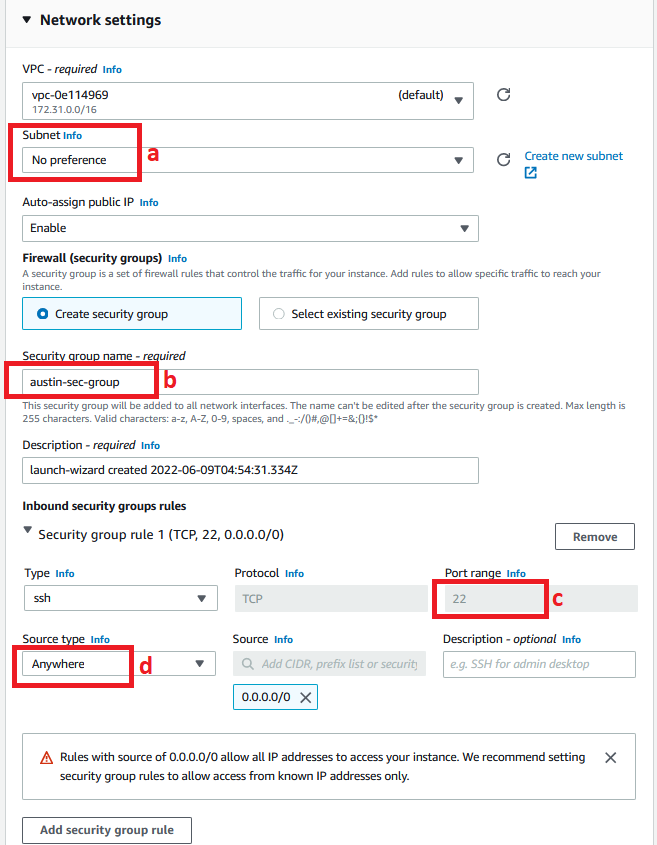 Network settings
VPC - required Info
vpc-0e114969 (default)
172.31.0.0/16
Subnet Info
No preference a Create new subnet
Auto-assign public IP Info
Enable
Firewall (security groups) Info
A security group is a set of firewall rules that control the traffic for your instance. Add rules to allow specific traffic to reach your
instance.
Create security group Select existing security group
Security group name - required
austin-sec-group b
This security group will be added to all network interfaces. The name can't be edited after the security group is created. Max length is
255 characters. Valid characters: a-z, A-Z, 0-9, spaces, and ._-:/()#,@[]+=&;{}!$*
Description - required Info
launch-wizard created 2022-06-09T04:54:31.334Z
Inbound security groups rules
Security group rule 1 (TCP, 22, 0.0.0.0/0) Remove
Type Info Protocol Info Port range Info
ssh TCP 22 c
Source type Info Source Info Description - optional Info
Anywhere d Add CIDR, prefix list or security e.g. SSH for admin desktop
0.0.0.0/0
Rules with source of 0.0.0.0/0 allow all IP addresses to access your instance. We recommend setting
security group rules to allow access from known IP addresses only.
Add security group rule